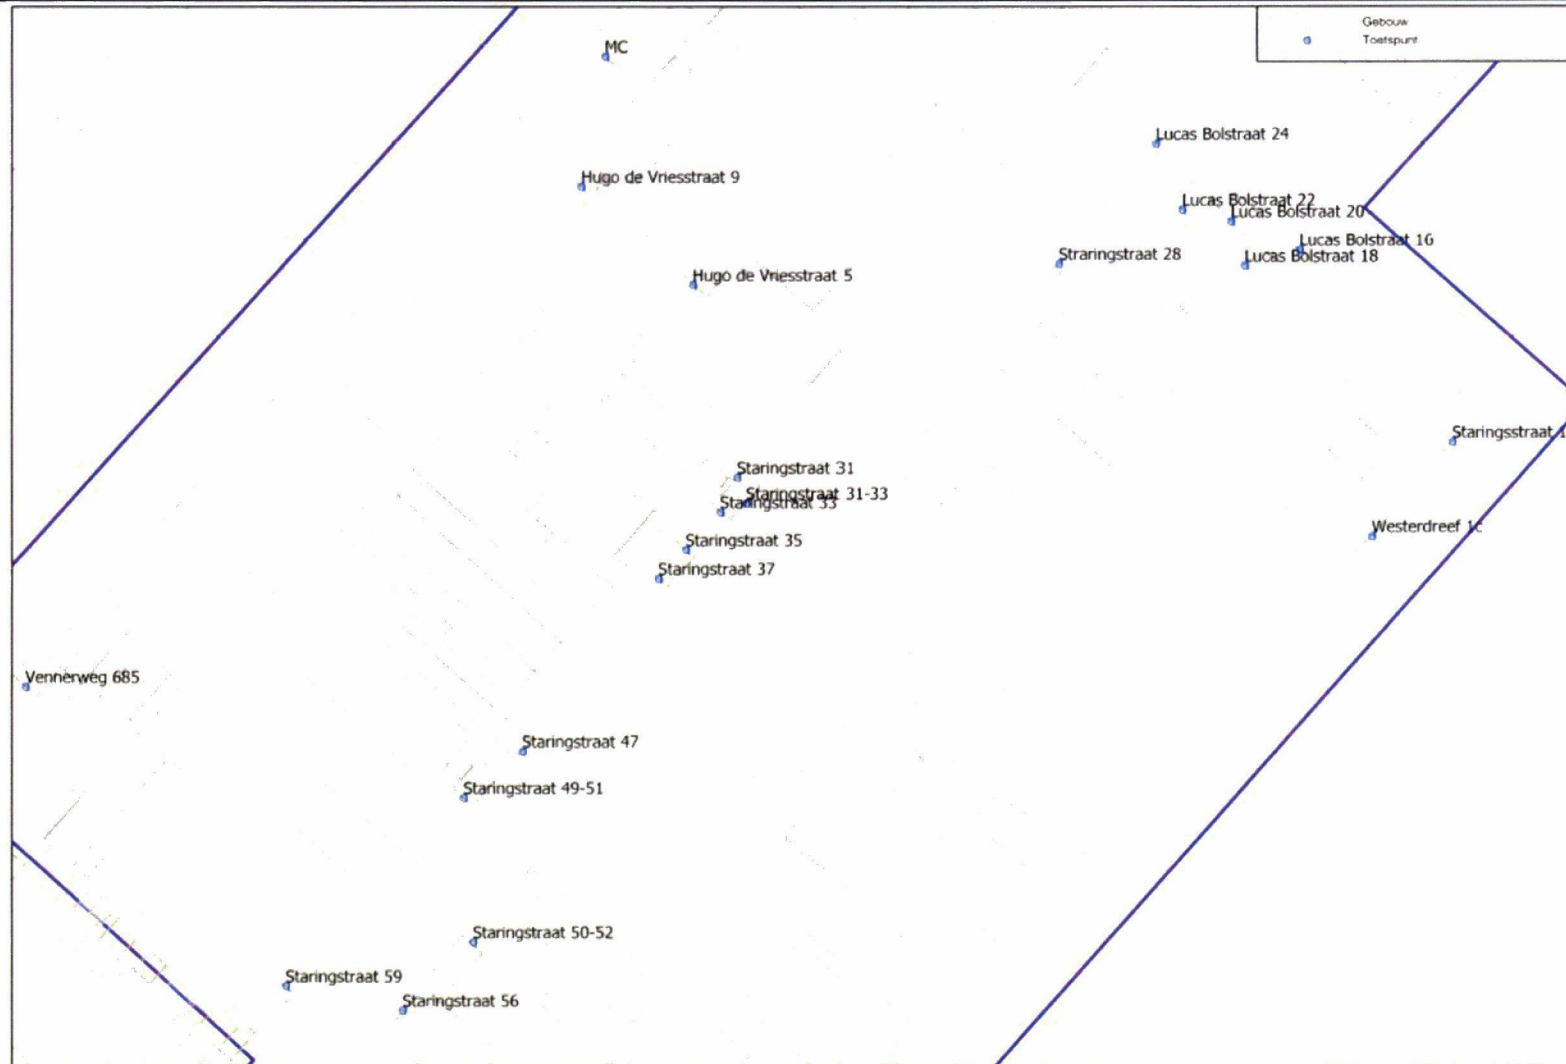 Gebouw
Toetspunt
MC
Lucas Bolstraat 24
Hugo de Vriesstraat 9
Lucas Bolstraat 22
Lucas Bolstraat 20
Lucas Bolstraat 16
Straringstraat 28
Lucas Bolstraat 18
Hugo de Vriesstraat 5
Staringsstraat 1
Staringstraat 31
Staringstraat 31-33
Staringstraat 33
Westerdreef 1c
Staringstraat 35
Staringstraat 37
Vennerweg 685
Staringstraat 47
Staringstraat 49-51
Staringstraat 50-52
Staringstraat 59
Staringstraat 56